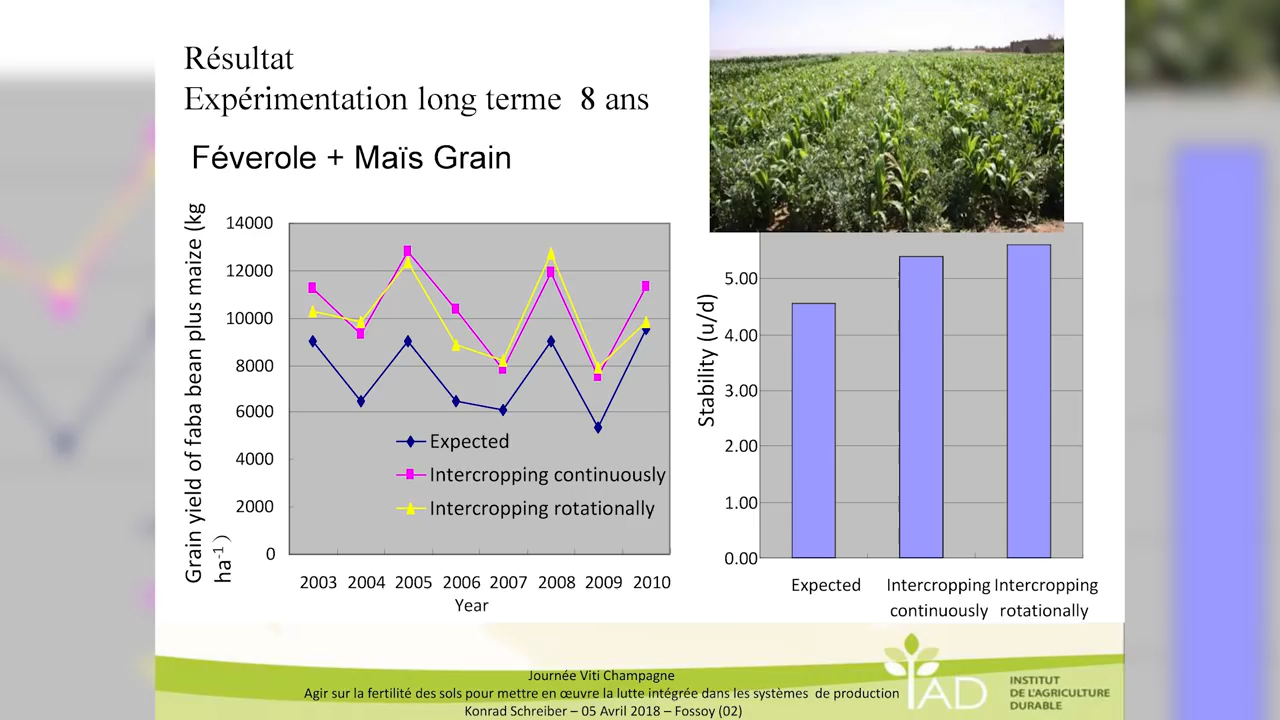 Résultat
Expérimentation long terme 8 ans
Féverole + Maïs Grain
Grain yield of faba bean plus maize (kg
ha⁻¹)
14000
12000
10000
8000
6000
4000
2000
0
Expected
Intercropping continuously
Intercropping rotationally
2003 2004 2005 2006 2007 2008 2009 2010
Year
Stability (u/d)
5.00
4.00
3.00
2.00
1.00
0.00
Expected
Intercropping
continuously
Intercropping
rotationally
Journée Viti Champagne
Agir sur la fertilité des sols pour mettre en œuvre la lutte intégrée dans les systèmes de production
Konrad Schreiber – 05 Avril 2018 – Fossoy (02)
IAD
INSTITUT
DE L'AGRICULTURE
DURABLE